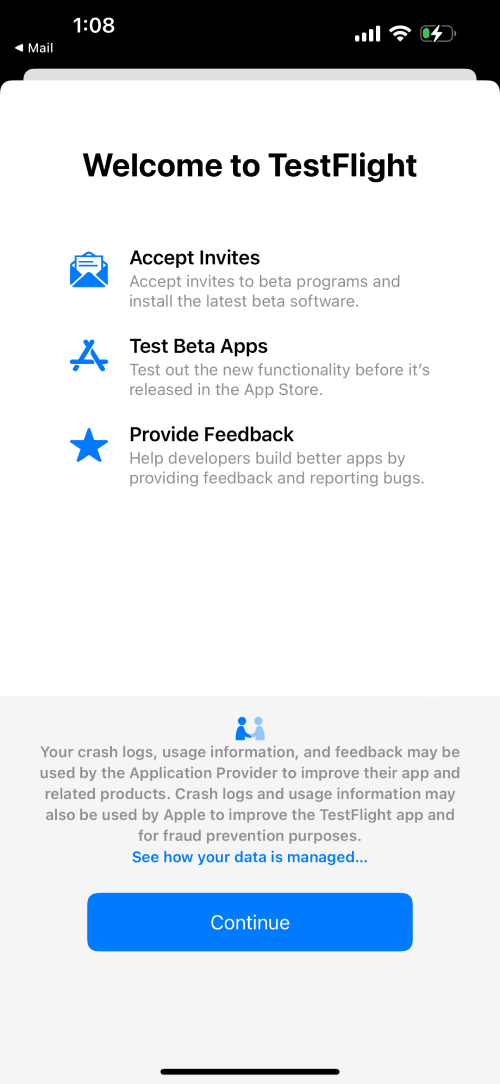 1:08
◀ Mail
Welcome to TestFlight
Accept Invites
Accept invites to beta programs and
install the latest beta software.
Test Beta Apps
Test out the new functionality before it’s
released in the App Store.
Provide Feedback
Help developers build better apps by
providing feedback and reporting bugs.
Your crash logs, usage information, and feedback may be
used by the Application Provider to improve their app and
related products. Crash logs and usage information may
also be used by Apple to improve the TestFlight app and
for fraud prevention purposes.
See how your data is managed...
Continue